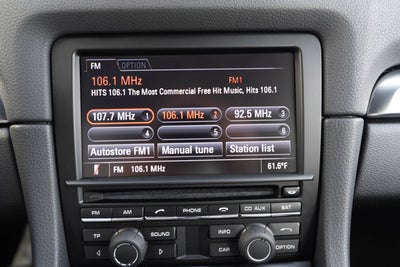 FM OPTION
106.1 MHz FM1
HITS 106.1 The Most Commercial Free Hit Music, Hits 106.1
107.7 MHz 1 106.1 MHz 2 92.5 MHz 3
4 5 6
Autostore FM1 Manual tune Station list
FM 106.1 MHz 61.6°F
FM AM PHONE CD AUX SAT
TP SOUND INFO
CAR OPTION